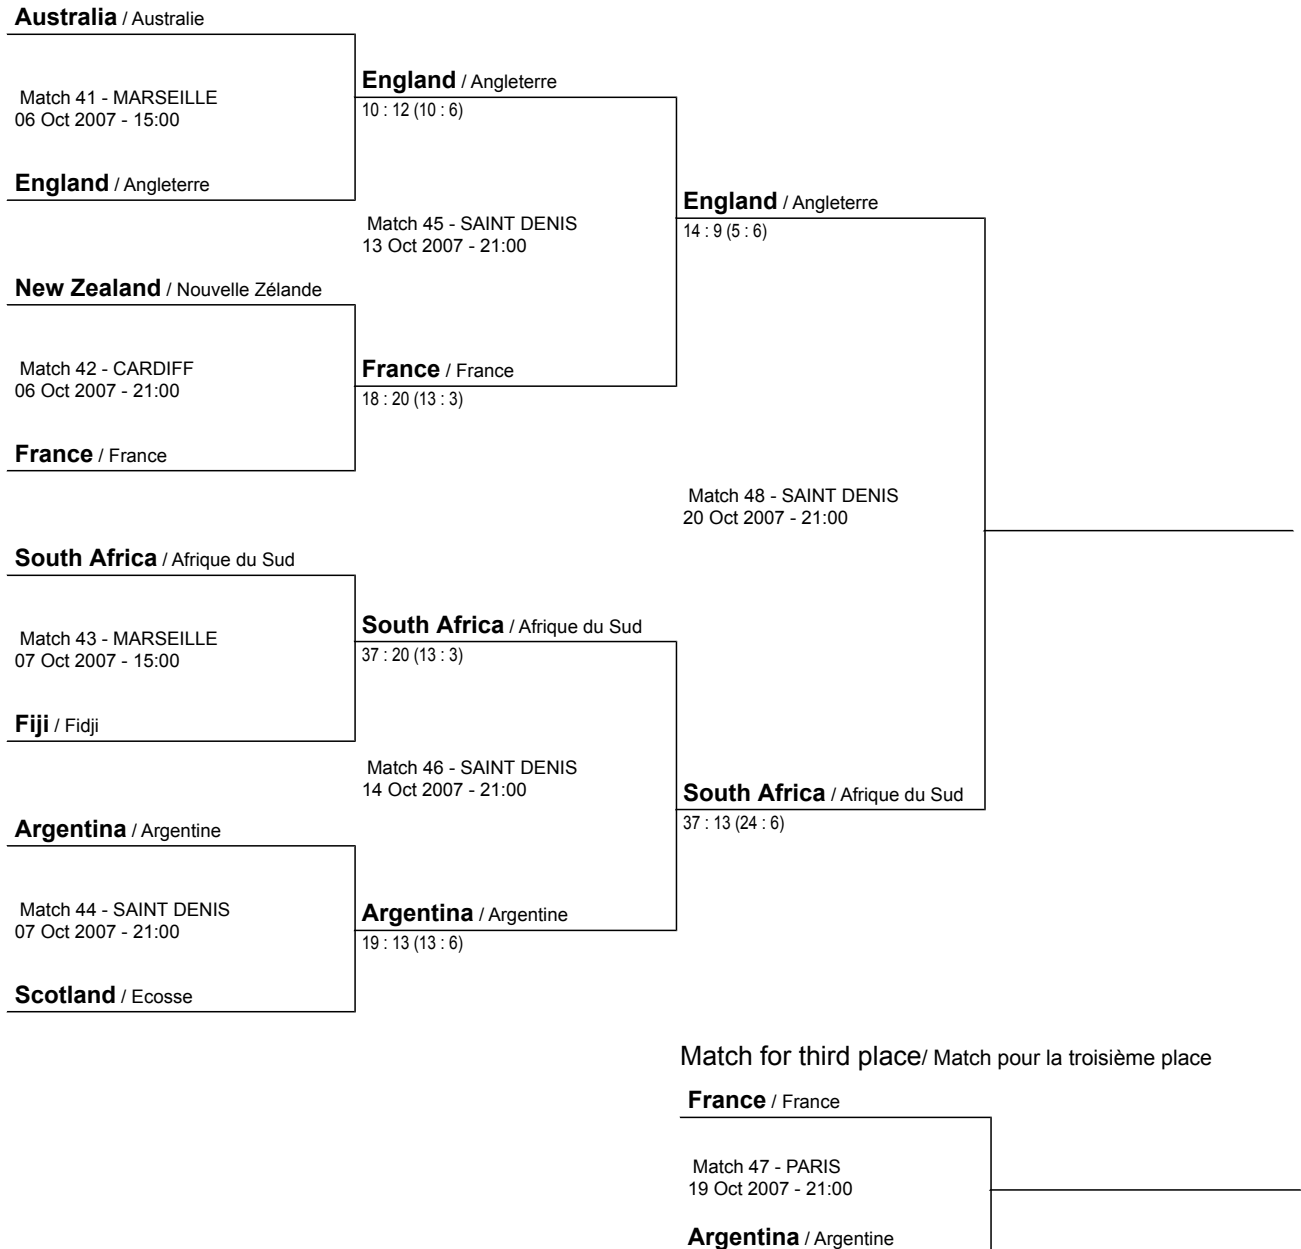 Australia / Australie
Match 41 - MARSEILLE
06 Oct 2007 - 15:00
England / Angleterre
England / Angleterre
10 : 12 (10 : 6)
Match 45 - SAINT DENIS
13 Oct 2007 - 21:00
England / Angleterre
14 : 9 (5 : 6)
New Zealand / Nouvelle Zélande
Match 42 - CARDIFF
06 Oct 2007 - 21:00
France / France
France / France
18 : 20 (13 : 3)
Match 48 - SAINT DENIS
20 Oct 2007 - 21:00
South Africa / Afrique du Sud
Match 43 - MARSEILLE
07 Oct 2007 - 15:00
Fiji / Fidji
South Africa / Afrique du Sud
37 : 20 (13 : 3)
Match 46 - SAINT DENIS
14 Oct 2007 - 21:00
South Africa / Afrique du Sud
37 : 13 (24 : 6)
Argentina / Argentine
Match 44 - SAINT DENIS
07 Oct 2007 - 21:00
Scotland / Ecosse
Argentina / Argentine
19 : 13 (13 : 6)
Match for third place/ Match pour la troisième place
France / France
Match 47 - PARIS
19 Oct 2007 - 21:00
Argentina / Argentine